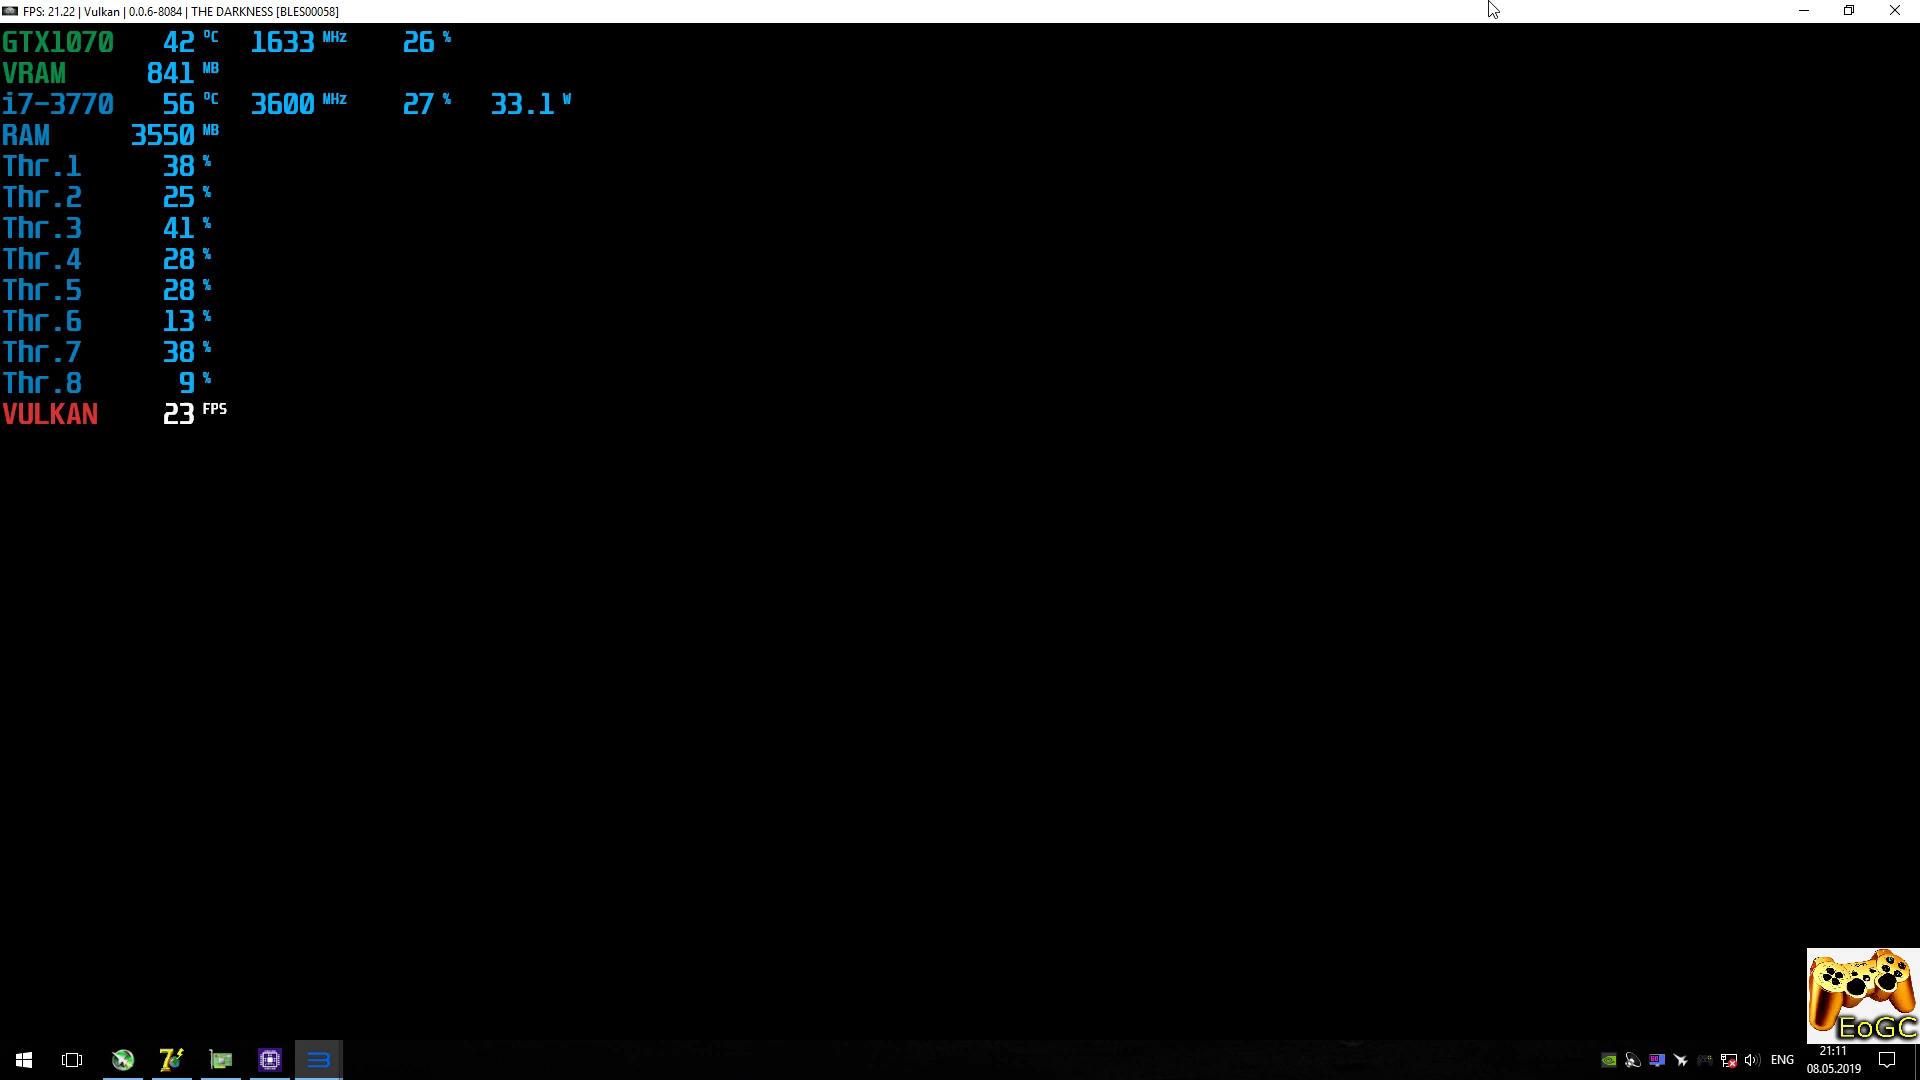 FPS: 21.22 | Vulkan | 0.0.6-8084 | THE DARKNESS [BLES00058]
GTX1070 42 °C 1633 MHz 26 %
VRAM 841 MB
i7-3770 56 °C 3600 MHz 27 % 33.1 W
RAM 3550 MB
Thr.1 38 %
Thr.2 25 %
Thr.3 41 %
Thr.4 28 %
Thr.5 28 %
Thr.6 13 %
Thr.7 38 %
Thr.8 9 %
VULKAN 23 FPS
EoGC
ENG 21:11
08.05.2019